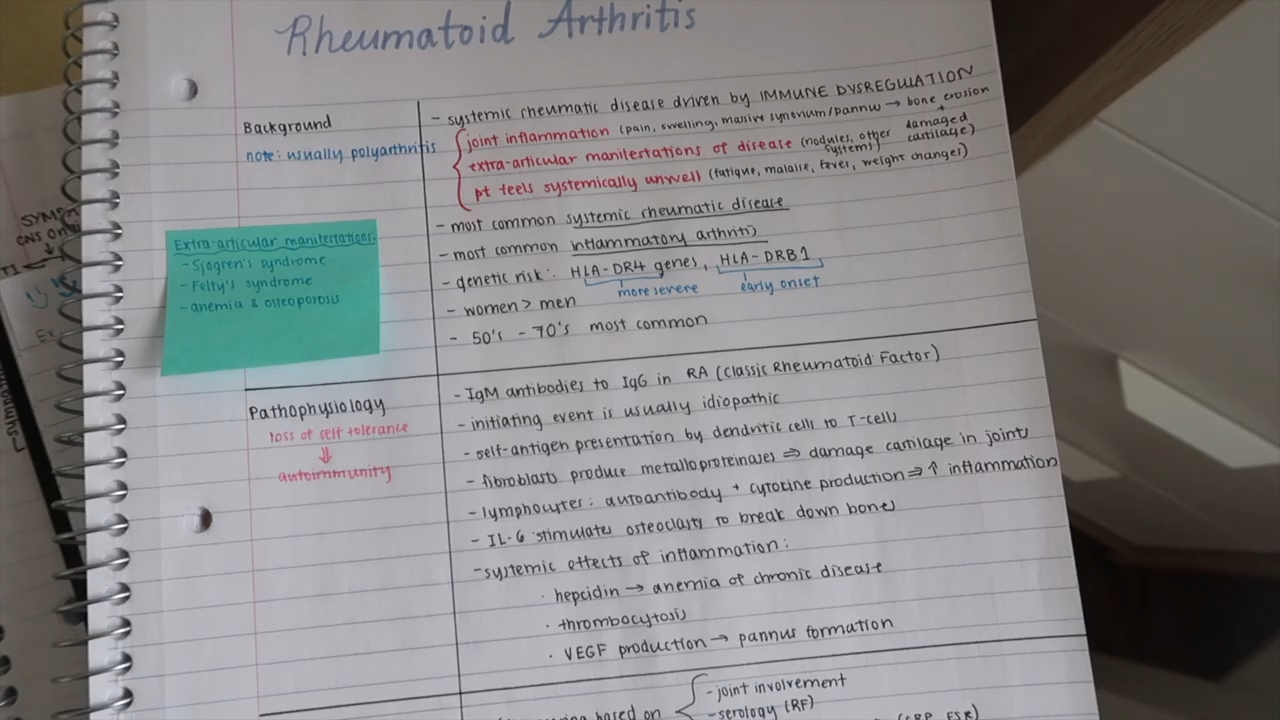 Rheumatoid Arthritis
Background
note: usually polyarthritis
- systemic rheumatic disease driven by IMMUNE DYSREGULATION
joint inflammation (pain, swelling, massive synovium/pannus → bone erosion
+ damaged cartilage)
extra-articular manifestations of disease (nodules, other systems)
pt feels systemically unwell (fatigue, malaise, fever, weight changes)
- most common systemic rheumatic disease
- most common inflammatory arthritis
- genetic risk: HLA-DR4 genes, HLA-DRB1
more severe
early onset
- women > men
- 50's - 70's most common
Extra-articular manifestations:
- Sjogren's syndrome
- Felty's syndrome
- anemia & osteoporosis
Pathophysiology
loss of self tolerance
⇓
autoimmunity
- IgM antibodies to IgG in RA (Classic Rheumatoid Factor)
- initiating event is usually idiopathic
- self-antigen presentation by dendritic cells to T-cells
- fibroblasts produce metalloproteinases ⇒ damage cartilage in joints
- lymphocytes: autoantibody + cytokine production ⇒ ↑ inflammation
- IL-6 stimulates osteoclasts to break down bones
- systemic effects of inflammation:
· hepcidin → anemia of chronic disease
· thrombocytosis
· VEGF production → pannus formation
based on
- joint involvement
- serology (RF)
(CRP, ESR)
SYM
CNS
Ex